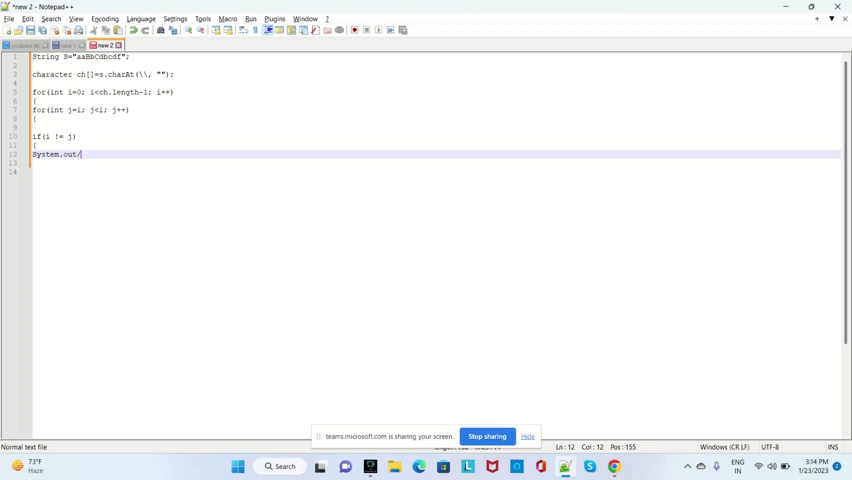 *new 2 - Notepad++
File Edit Search View Encoding Language Settings Tools Macro Run Plugins Window ?
new 1 new 2
1 String S="aaBbCdbcdf";
2
3 character ch[]=s.charAt(\\, "");
4
5 for(int i=0; i<ch.length-1; i++)
6 {
7 for(int j=i; j<i; j++)
8 {
9
10 if(i != j)
11 {
12 System.out/
13
14
teams.microsoft.com is sharing your screen. Stop sharing Hide
Normal text file Ln : 12 Col : 12 Pos : 155 Windows (CR LF) UTF-8 INS
73°F
Haze
Search
ENG
IN
3:14 PM
1/23/2023
2